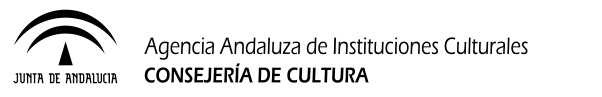 JUNTA DE ANDALUCIA
Agencia Andaluza de Instituciones Culturales
CONSEJERÍA DE CULTURA